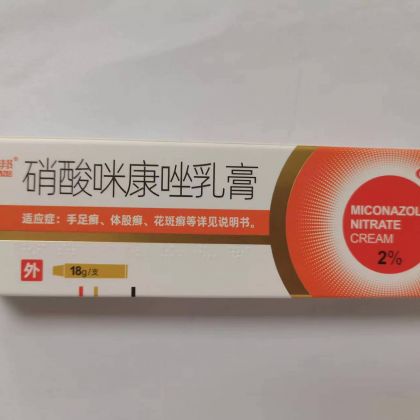 硝酸咪康唑乳膏
适应症：手足癣、体股癣、花斑癣等详见说明书。
外
18g/支
MICONAZOL
NITRATE
CREAM
2%